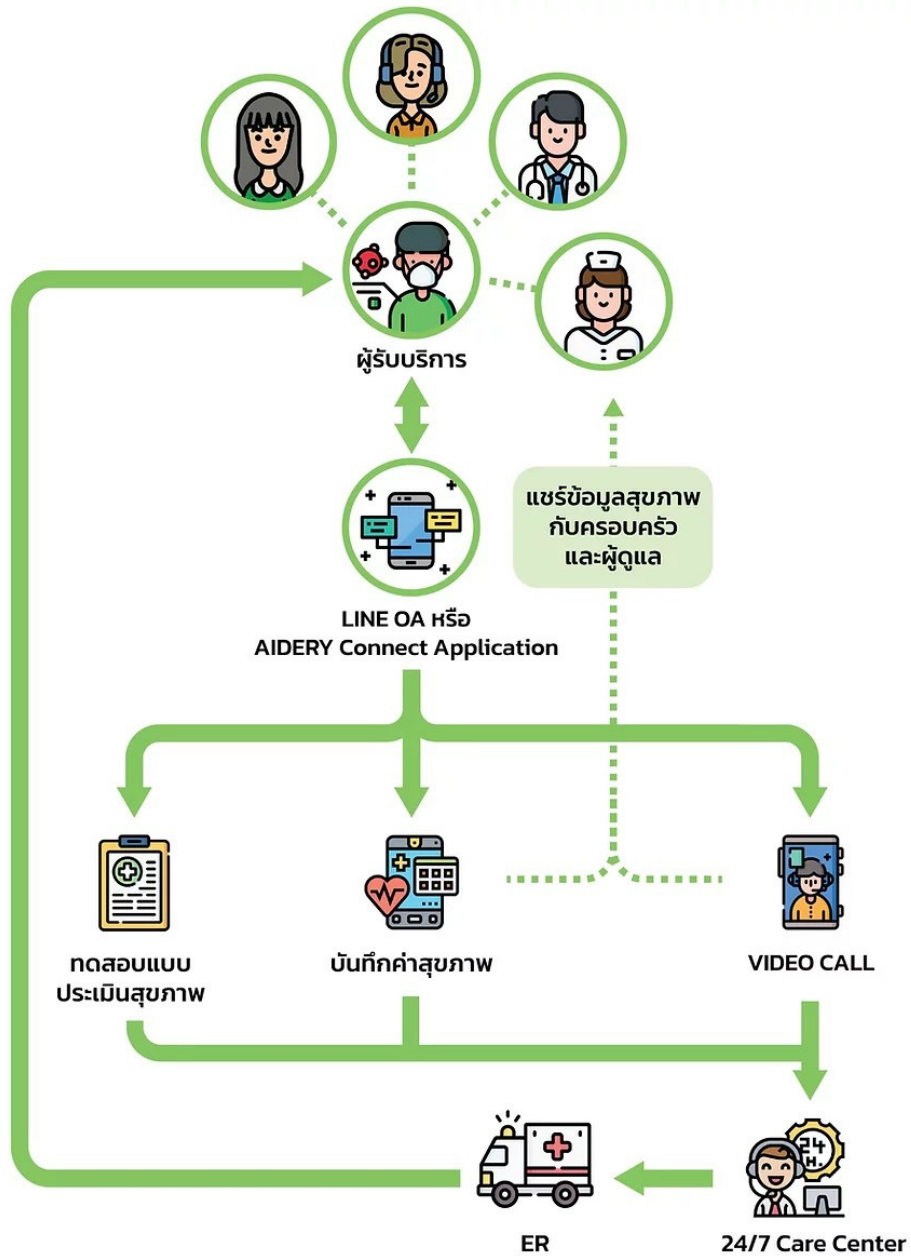 ผู้รับบริการ
แชร์ข้อมูลสุขภาพ
กับครอบครัว
และผู้ดูแล
LINE OA หรือ
AIDERY Connect Application
ทดสอบแบบ
ประเมินสุขภาพ
บันทึกค่าสุขภาพ
VIDEO CALL
24
H.
ER
24/7 Care Center